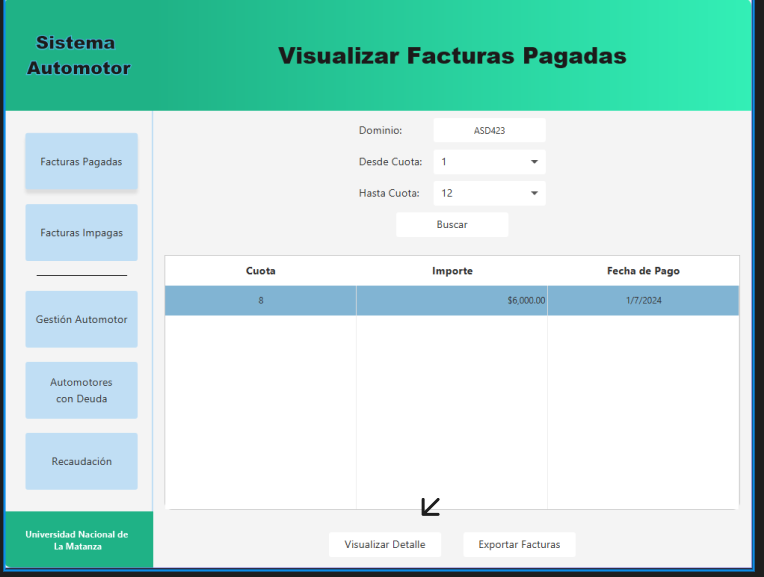 Sistema
Automotor
Visualizar Facturas Pagadas
Facturas Pagadas
Facturas Impagas
Gestión Automotor
Automotores
con Deuda
Recaudación
Universidad Nacional de
La Matanza
Dominio: ASD423
Desde Cuota: 1
Hasta Cuota: 12
Buscar
Cuota Importe Fecha de Pago
8 $6,000.00 1/7/2024
Visualizar Detalle Exportar Facturas